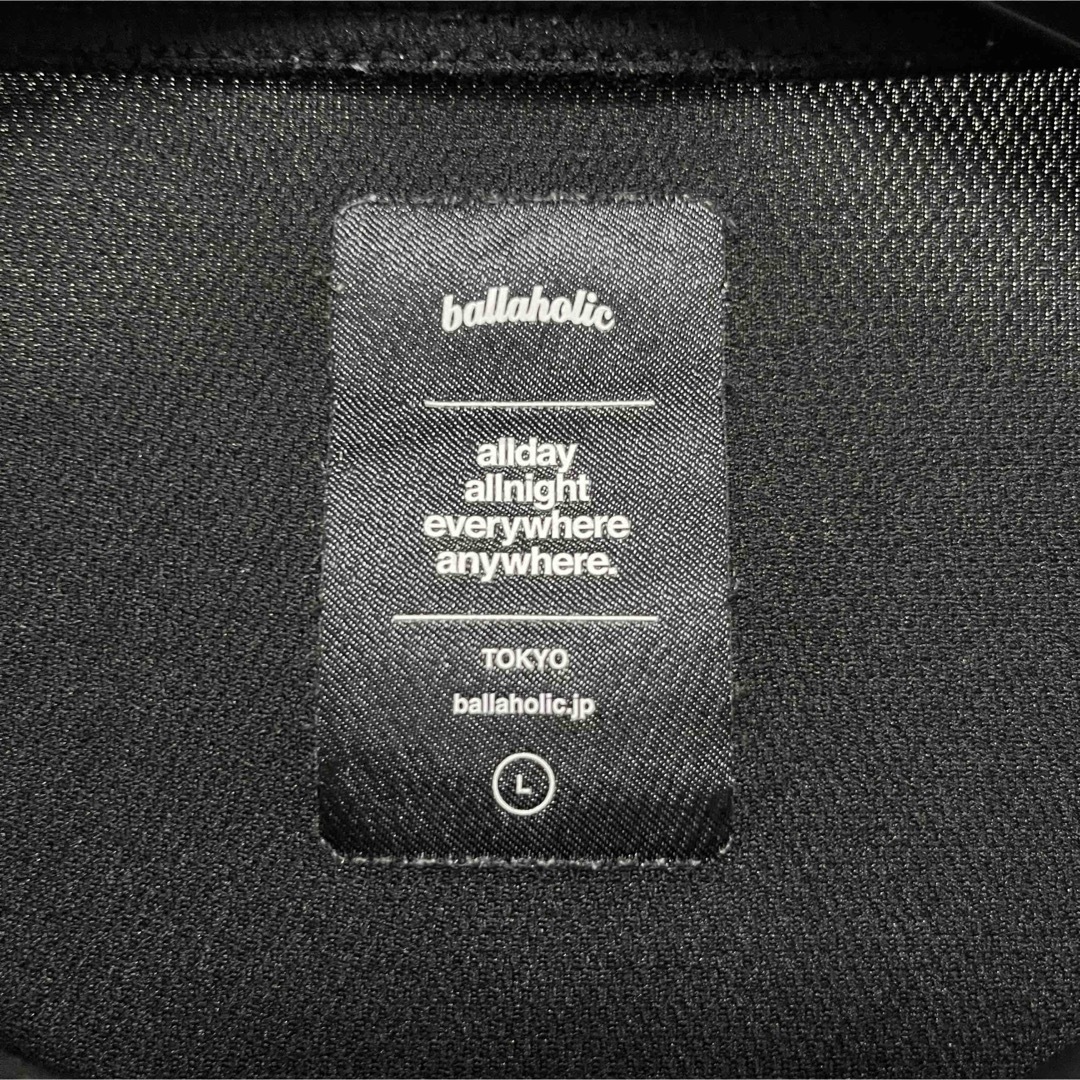 ballaholic
allday
allnight
everywhere
anywhere.
TOKYO
ballaholic.jp
L